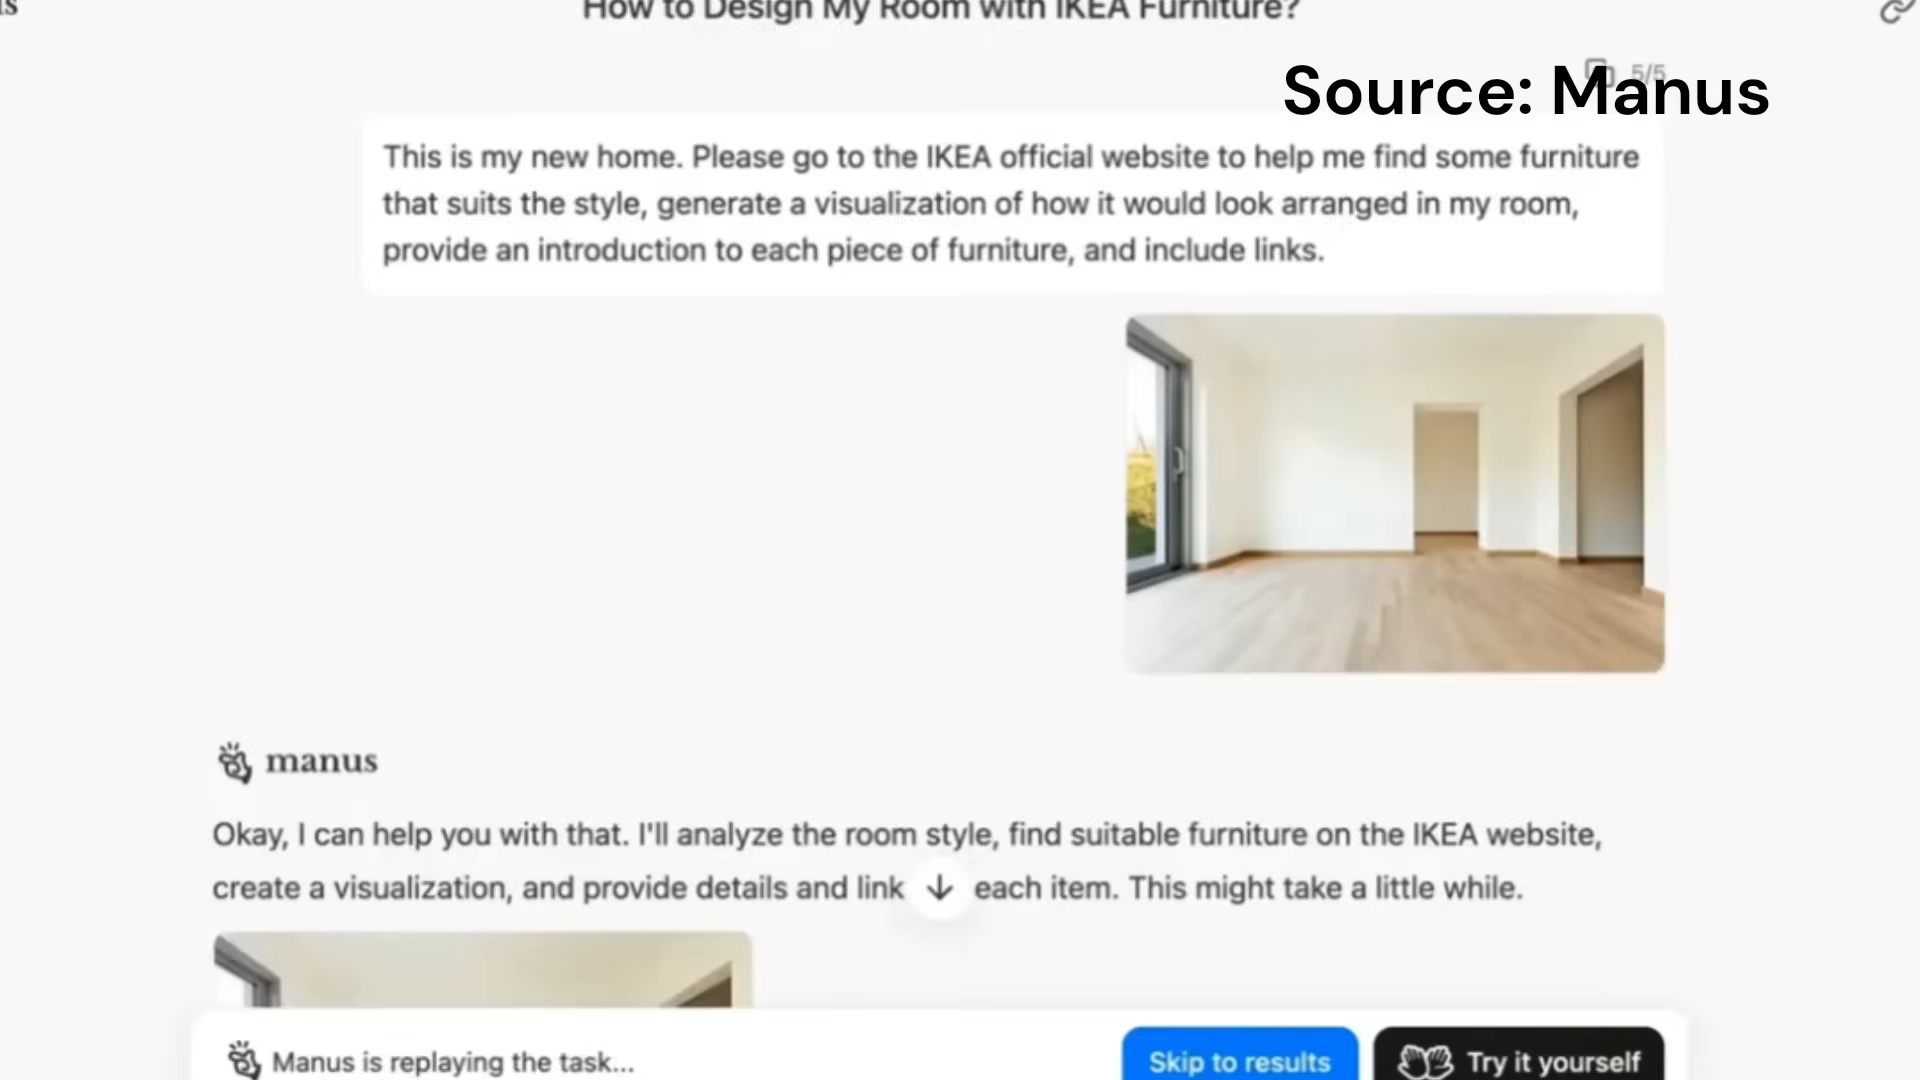 How to Design My Room with IKEA Furniture?
5/5
Source: Manus
This is my new home. Please go to the IKEA official website to help me find some furniture
that suits the style, generate a visualization of how it would look arranged in my room,
provide an introduction to each piece of furniture, and include links.
manus
Okay, I can help you with that. I'll analyze the room style, find suitable furniture on the IKEA website,
create a visualization, and provide details and link each item. This might take a little while.
Manus is replaying the task...
Skip to results
Try it yourself